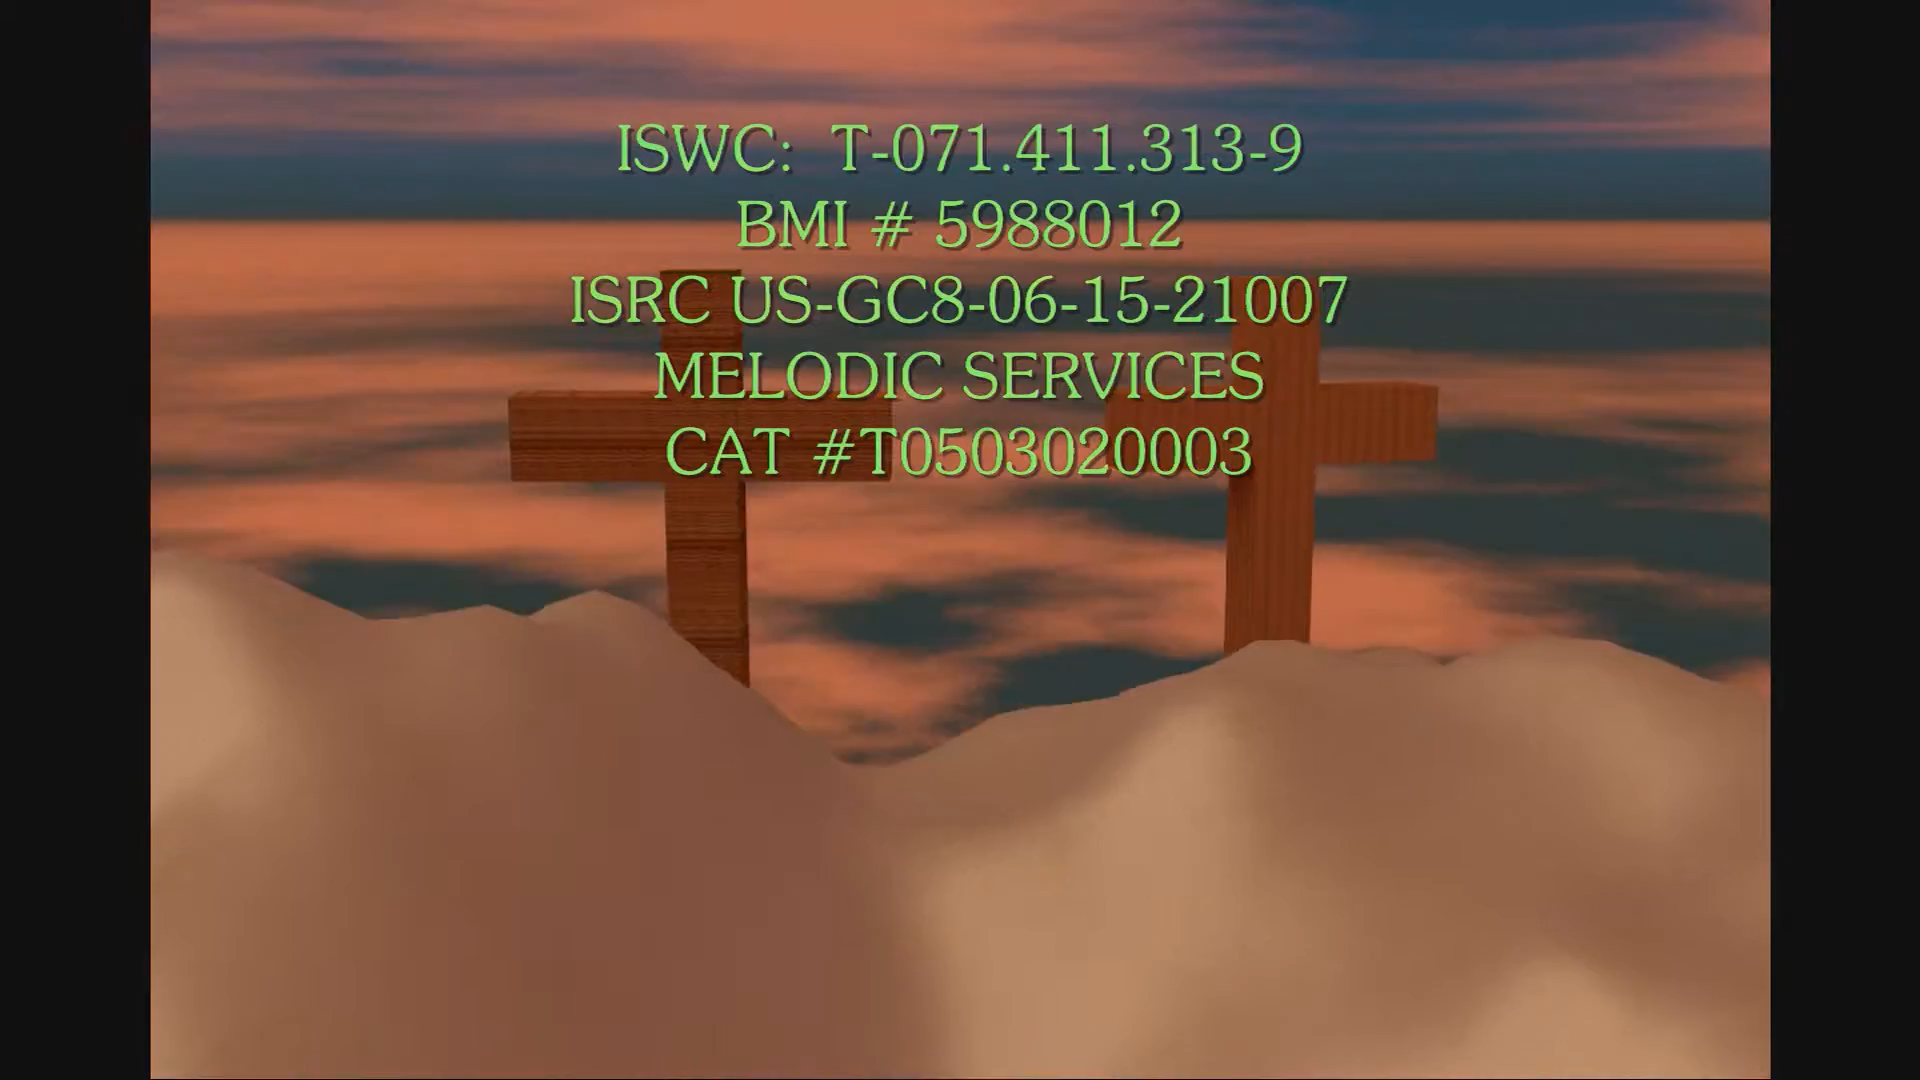 ISWC: T-071.411.313-9
BMI # 5988012
ISRC US-GC8-06-15-21007
MELODIC SERVICES
CAT #T0503020003